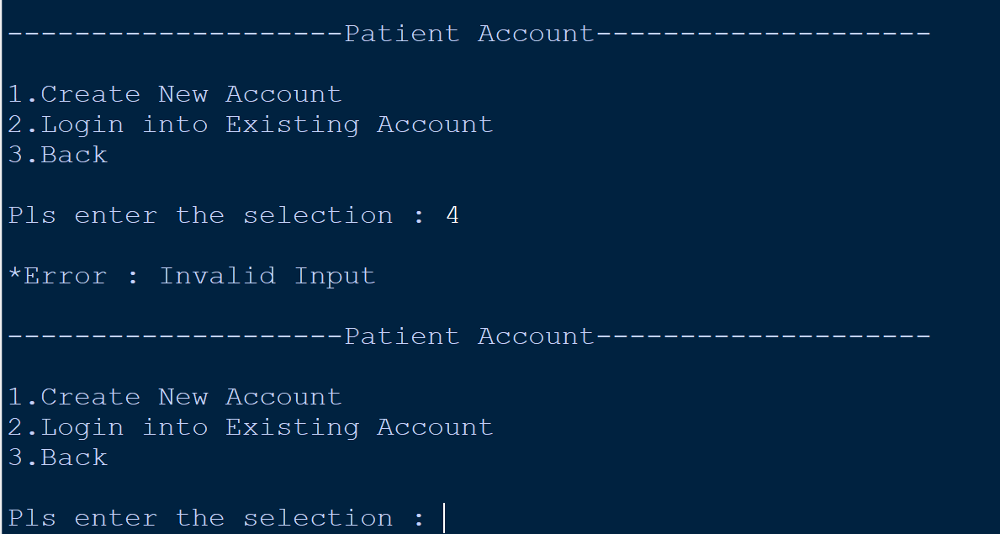 --------------------Patient Account--------------------
1.Create New Account
2.Login into Existing Account
3.Back
Pls enter the selection : 4
*Error : Invalid Input
--------------------Patient Account--------------------
1.Create New Account
2.Login into Existing Account
3.Back
Pls enter the selection :